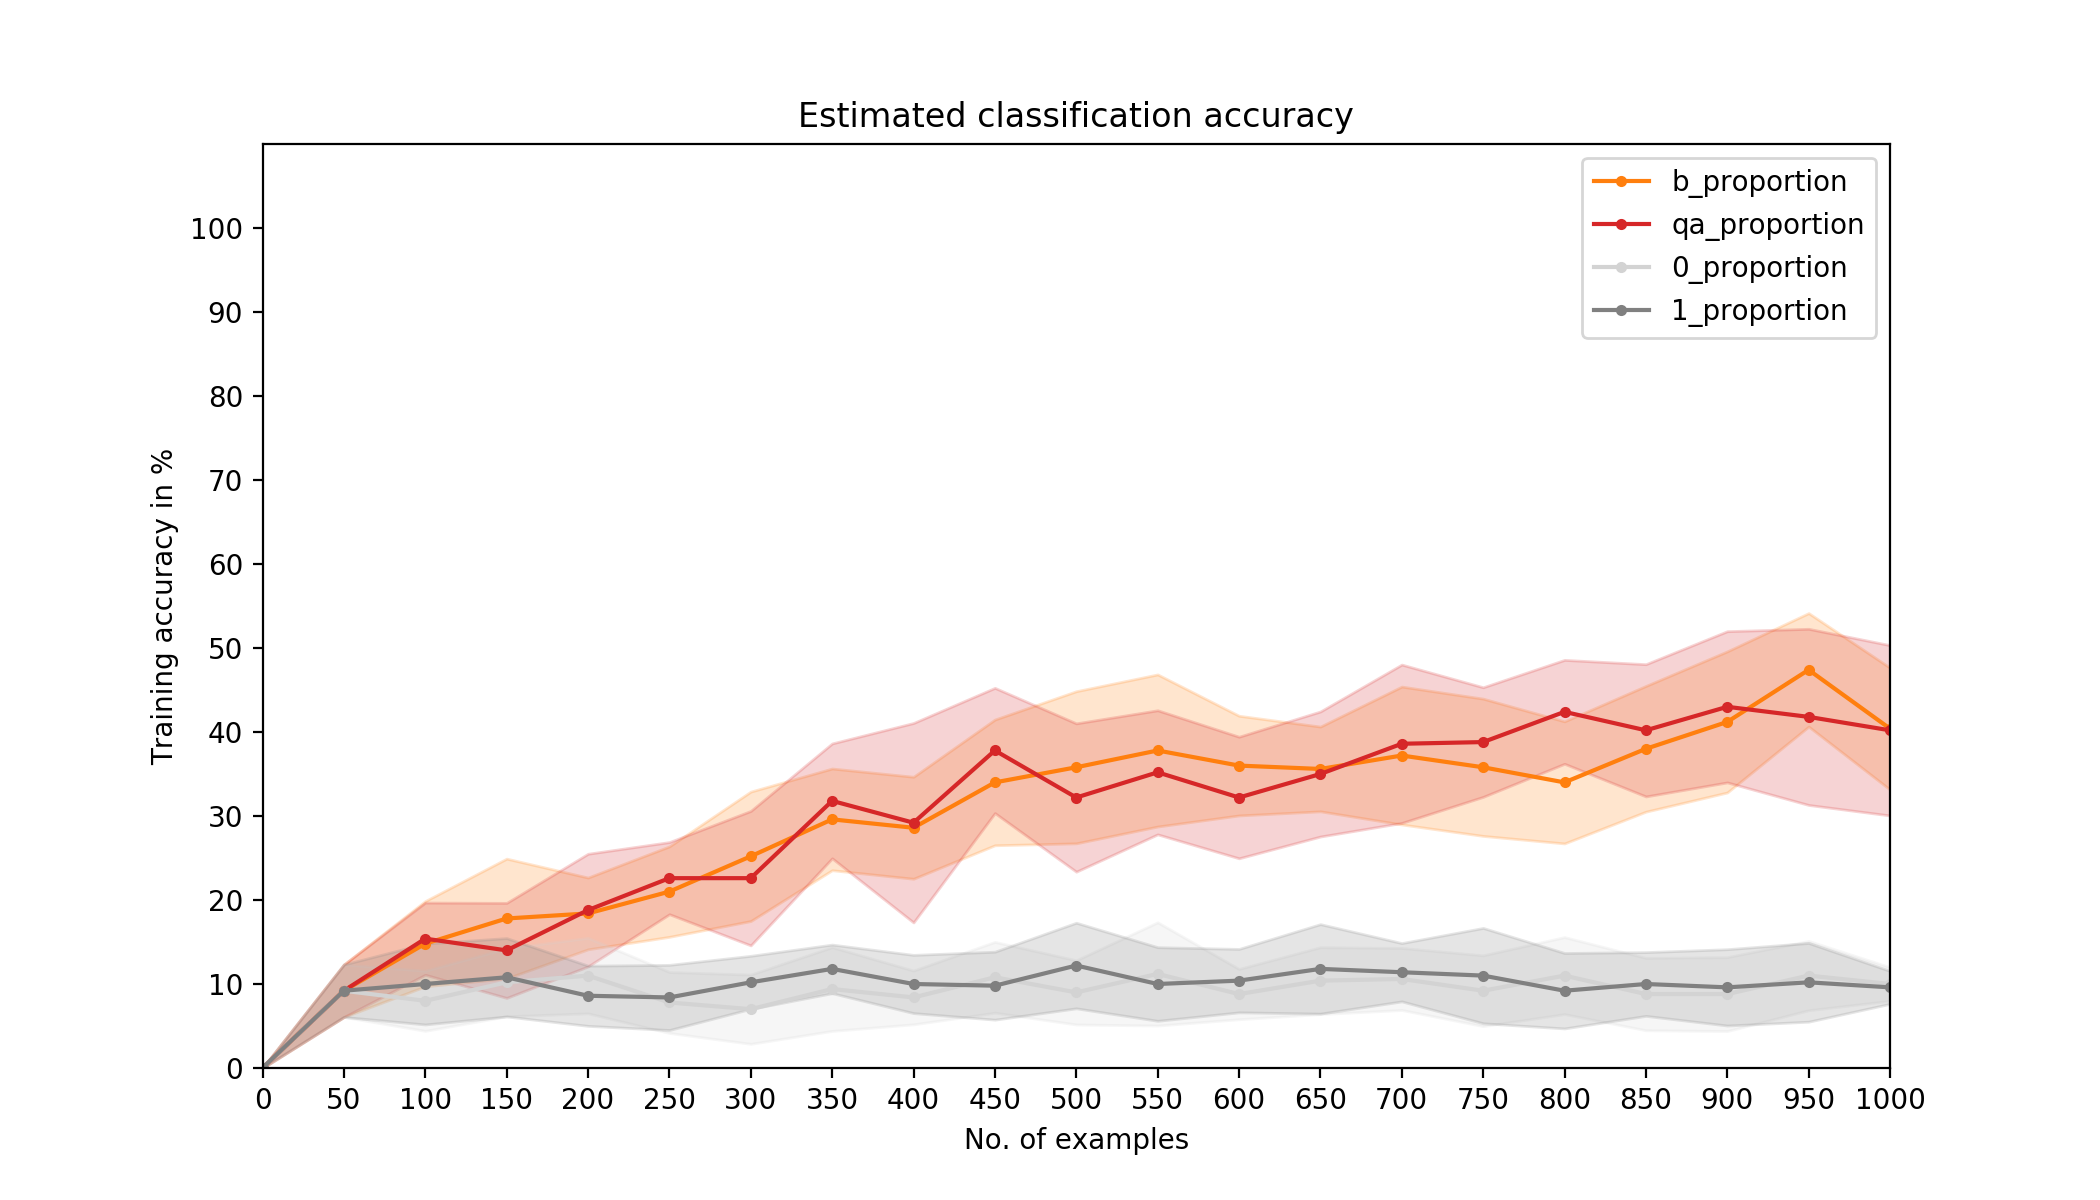 Estimated classification accuracy
b_proportion
qa_proportion
0_proportion
1_proportion
Training accuracy in %
100
90
80
70
60
50
40
30
20
10
0
0 50 100 150 200 250 300 350 400 450 500 550 600 650 700 750 800 850 900 950 1000
No. of examples